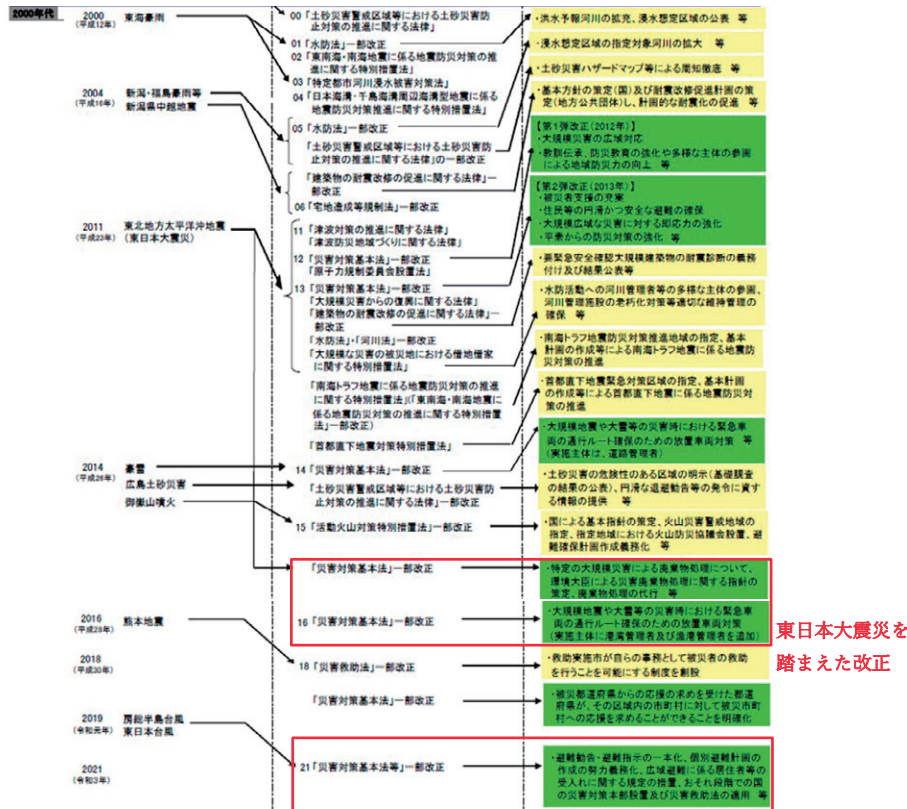 2000年代
2000
(平成12年)
東海豪雨
00「土砂災害警戒区域等における土砂災害防
止対策の推進に関する法律」
・洪水予報河川の拡充、浸水想定区域の公表 等
01「水防法」一部改正
02「東南海・南海地震に係る地震防災対策の推
進に関する特別措置法」
・浸水想定区域の指定対象河川の拡大 等
03「特定都市河川浸水被害対策法」
04「日本海溝・千島海溝周辺海溝型地震に係る
地震防災対策推進に関する特別措置法」
・土砂災害ハザードマップ等による周知徹底 等
2004
(平成16年)
新潟・福島豪雨等
新潟県中越地震
・基本方針の策定(国)及び耐震改修促進計画の策
定(地方公共団体)し、計画的な耐震化の促進 等
05「水防法」一部改正
「土砂災害警戒区域等における土砂災害防
止対策の推進に関する法律」の一部改正
【第1弾改正(2012年)】
・大規模災害の広域対応
・教訓伝承、防災教育の強化や多様な主体の参画
による地域防災力の向上 等
「建築物の耐震改修の促進に関する法律」一
部改正
06「宅地造成等規制法」一部改正
【第2弾改正(2013年)】
・被災者支援の充実
・住民等の円滑かつ安全な避難の確保
・大規模広域な災害に対する即応力の強化
・平素からの防災対策の強化 等
2011
(平成23年)
東北地方太平洋沖地震
(東日本大震災)
11「津波対策の推進に関する法律」
「津波防災地域づくりに関する法律」
12「災害対策基本法」一部改正
「原子力規制委員会設置法」
・要緊急安全確認大規模建築物の耐震診断の義務
付け及び結果公表等
13「災害対策基本法」一部改正
「大規模災害からの復興に関する法律」
「建築物の耐震改修の促進に関する法律」一
部改正
「水防法」・「河川法」一部改正
「大規模な災害の被災地における借地借家
に関する特別措置法」
・水防活動への河川管理者等の多様な主体の参画、
河川管理施設の老朽化対策等適切な維持管理の
確保 等
・南海トラフ地震防災対策推進地域の指定、基本
計画の作成等による南海トラフ地震に係る地震防
災対策の推進
「南海トラフ地震に係る地震防災対策の推進
に関する特別措置法」(「東南海・南海地震に
係る地震防災対策の推進に関する特別措置
法」一部改正)
・首都直下地震緊急対策区域の指定、基本計画
の作成等による首都直下地震に係る地震防災対
策の推進
「首都直下地震対策特別措置法」
・大規模地震や大雪等の災害時における緊急車
両の通行ルート確保のための放置車両対策 等
(実施主体は、道路管理者)
2014
(平成26年)
豪雪
広島土砂災害
御嶽山噴火
14「災害対策基本法」一部改正
「土砂災害警戒区域等における土砂災害防
止対策の推進に関する法律」一部改正
・土砂災害の危険性のある区域の明示(基礎調査
の結果の公表)、円滑な避難勧告等の発令に資す
る情報の提供 等
15「活動火山対策特別措置法」一部改正
・国による基本指針の策定、火山災害警戒地域の
指定、指定地域における火山防災協議会設置、避
難確保計画作成義務化 等
「災害対策基本法」一部改正
・特定の大規模災害による廃棄物処理について、
環境大臣による災害廃棄物処理に関する指針の
策定、廃棄物処理の代行 等
2016
(平成28年)
熊本地震
16「災害対策基本法」一部改正
・大規模地震や大雪等の災害時における緊急車
両の通行ルート確保のための放置車両対策
(実施主体に港湾管理者及び漁港管理者を追加)
東日本大震災を
踏まえた改正
2018
(平成30年)
18「災害救助法」一部改正
・救助実施市が自らの事務として被災者の救助
を行うことを可能にする制度を創設
「災害対策基本法」一部改正
・被災都道府県からの応援の求めを受けた都道
府県が、その区域内の市町村に対して被災市町
村への応援を求めることができることを明確化
2019
(令和元年)
房総半島台風
東日本台風
2021
(令和3年)
21「災害対策基本法等」一部改正
・避難勧告・避難指示の一本化、個別避難計画の
作成の努力義務化、広域避難に係る居住者等の
受入れに関する規定の措置、おそれ段階での国
の災害対策本部設置及び災害救助法の適用 等